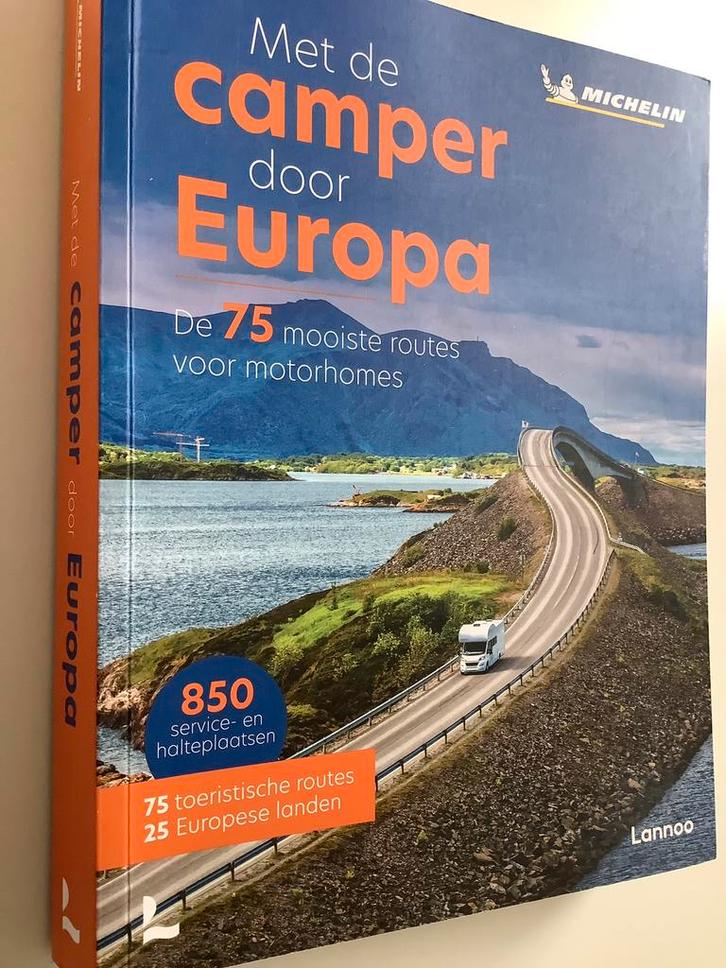 MICHELIN
Met de camper door Europa
Met de
camper
door
Europa
MICHELIN
De 75 mooiste routes
voor motorhomes
850
service- en
halteplaatsen
75 toeristische routes
25 Europese landen
Lannoo